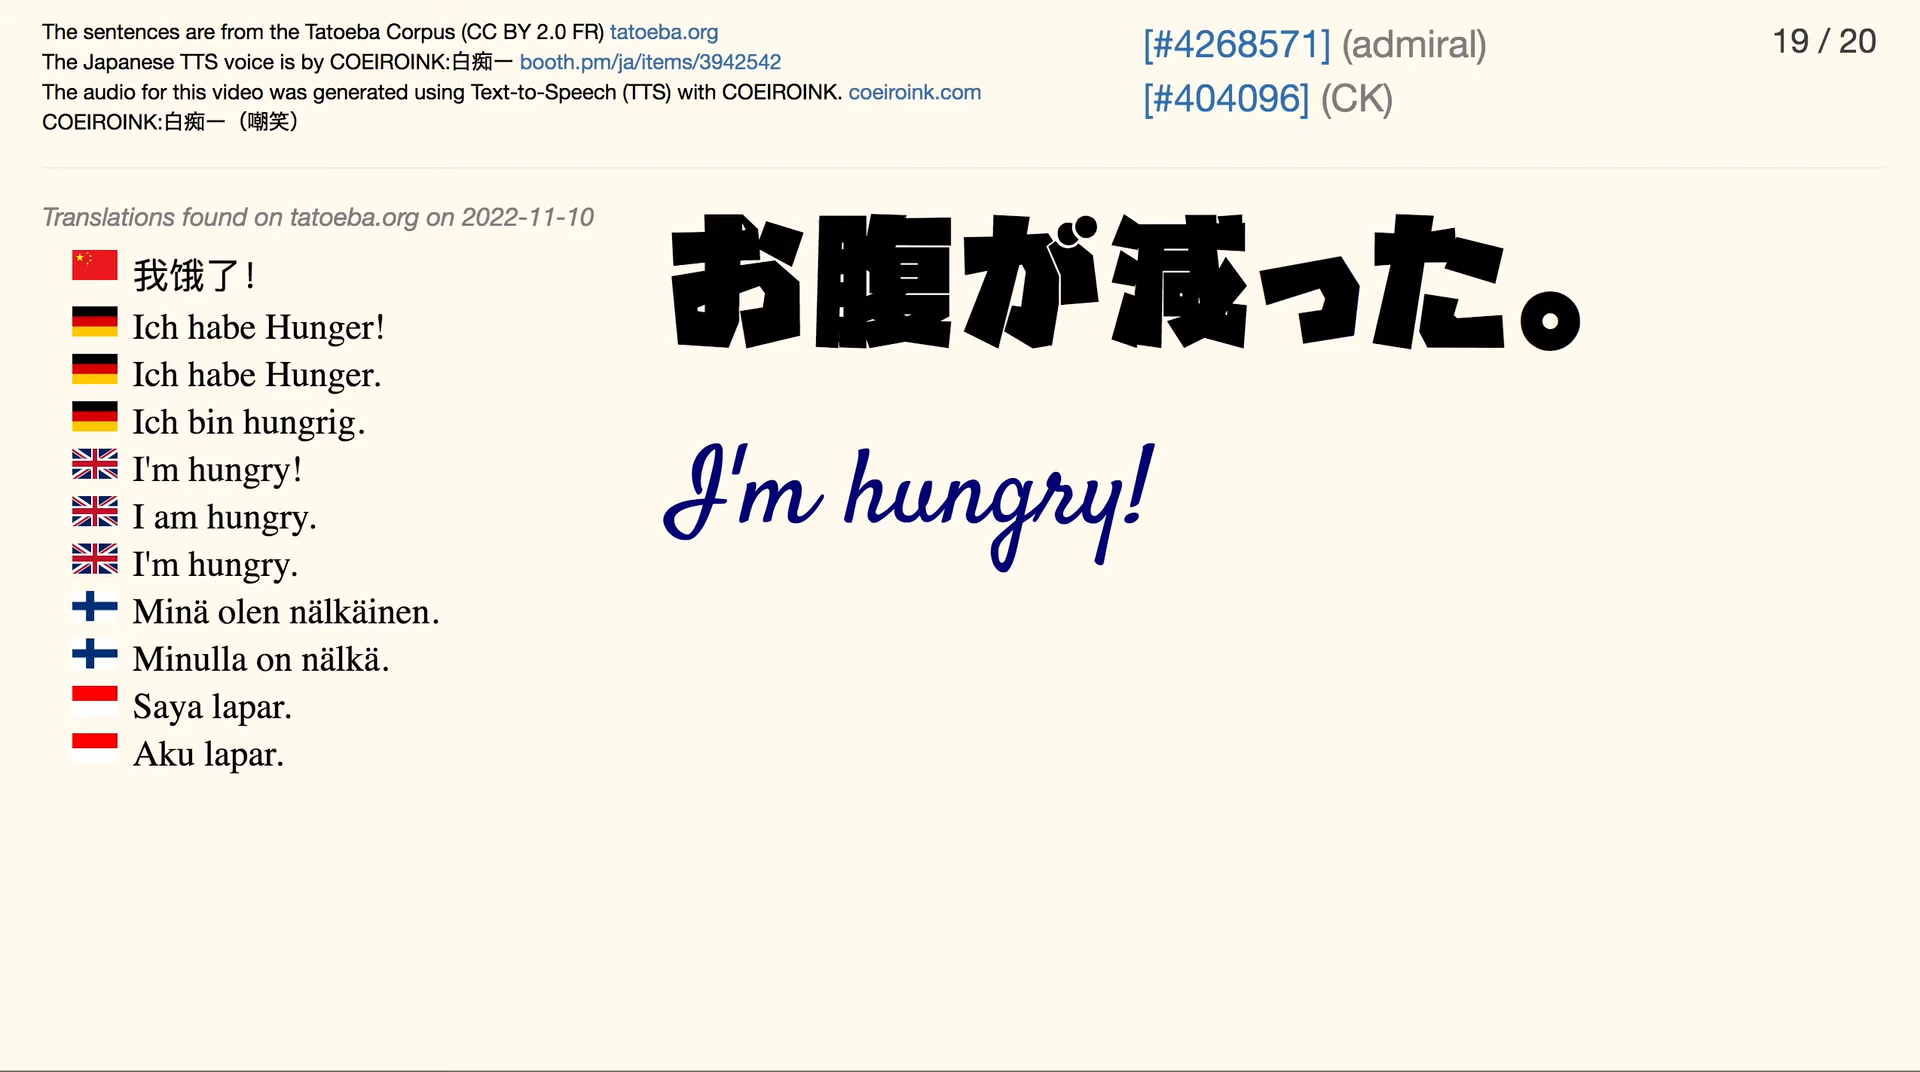 The sentences are from the Tatoeba Corpus (CC BY 2.0 FR) tatoeba.org
The Japanese TTS voice is by COEIROINK:白痴一 booth.pm/ja/items/3942542
The audio for this video was generated using Text-to-Speech (TTS) with COEIROINK. coeiroink.com
COEIROINK:白痴一（嘲笑）
[#4268571] (admiral)
[#404096] (CK)
19 / 20
Translations found on tatoeba.org on 2022-11-10
我饿了！
Ich habe Hunger!
Ich habe Hunger.
Ich bin hungrig.
I'm hungry!
I am hungry.
I'm hungry.
Minä olen nälkäinen.
Minulla on nälkä.
Saya lapar.
Aku lapar.
お腹が減った。
I'm hungry!